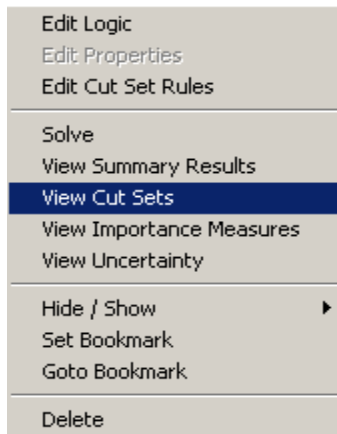 Edit Logic
Edit Properties
Edit Cut Set Rules
Solve
View Summary Results
View Cut Sets
View Importance Measures
View Uncertainty
Hide / Show
Set Bookmark
Goto Bookmark
Delete